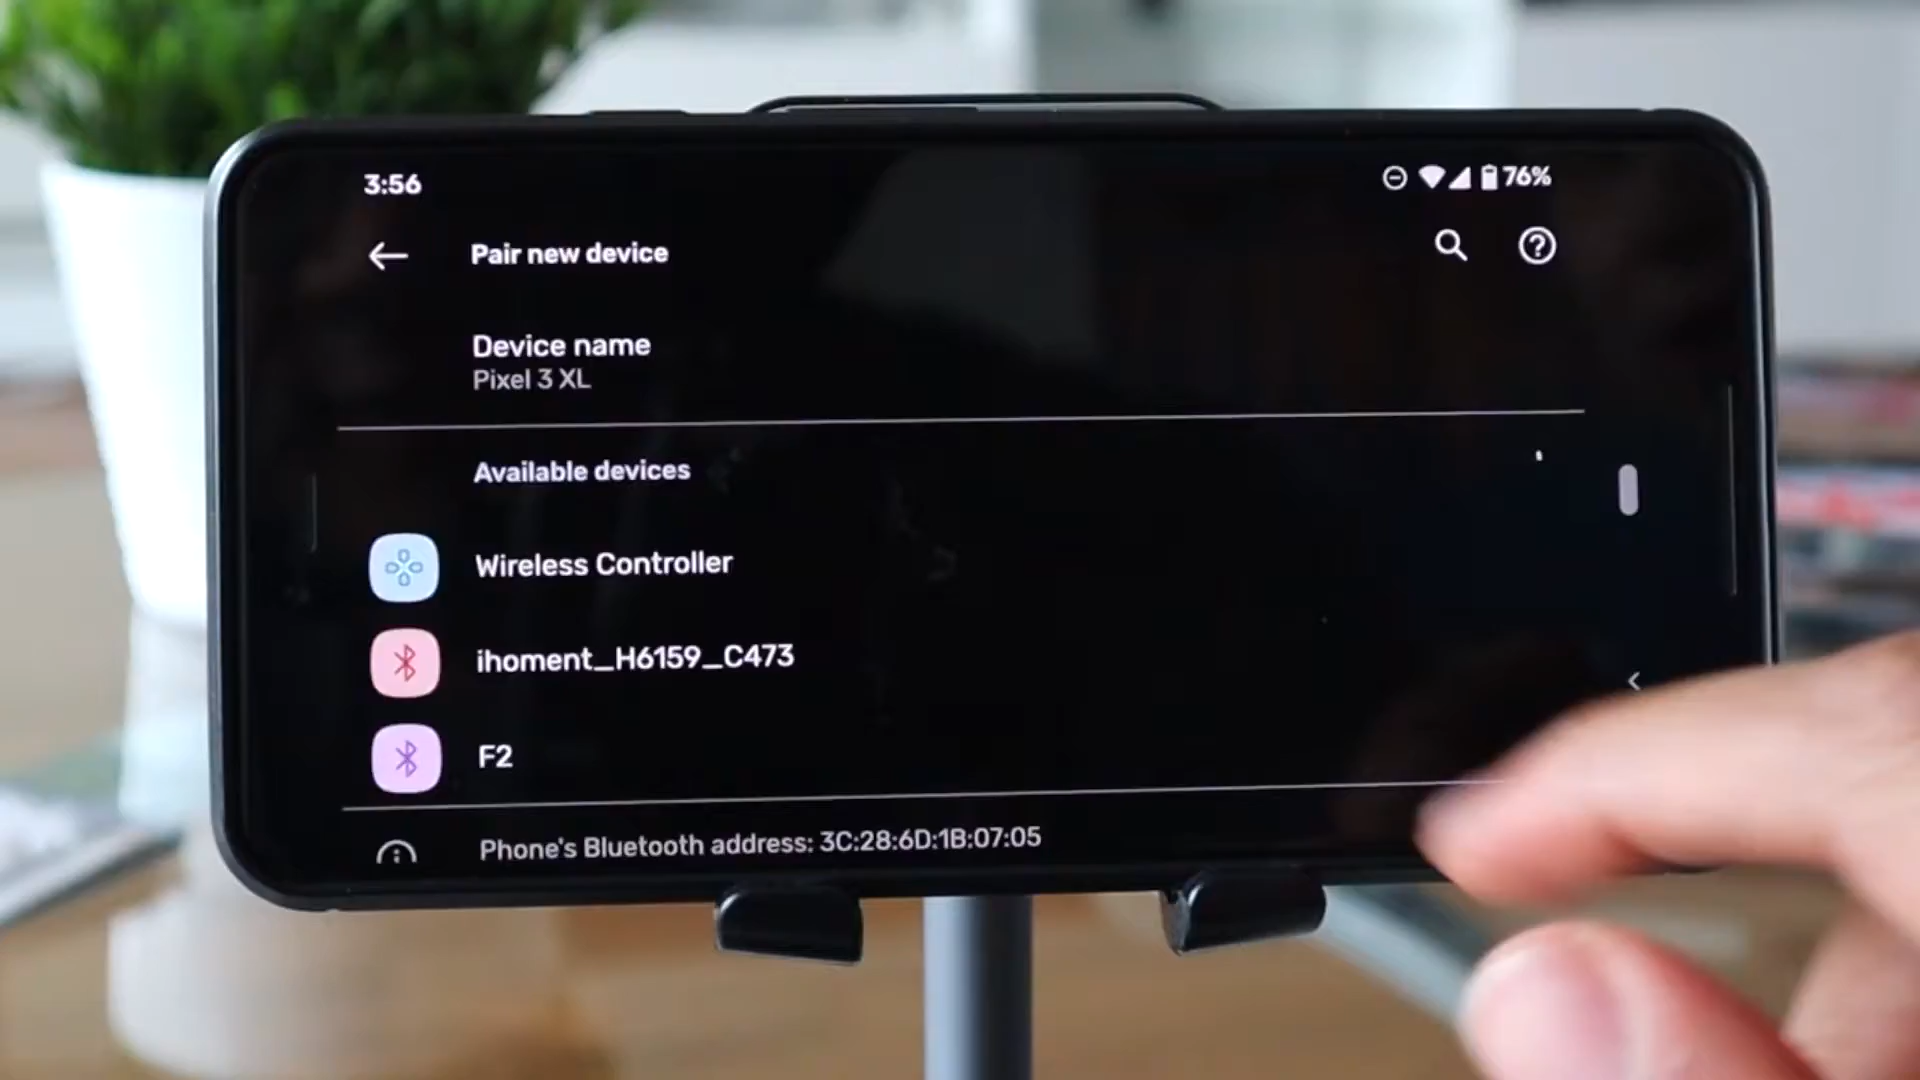 3:56
76%
Pair new device
Device name
Pixel 3 XL
Available devices
Wireless Controller
ihoment_H6159_C473
F2
Phone's Bluetooth address: 3C:28:6D:1B:07:05